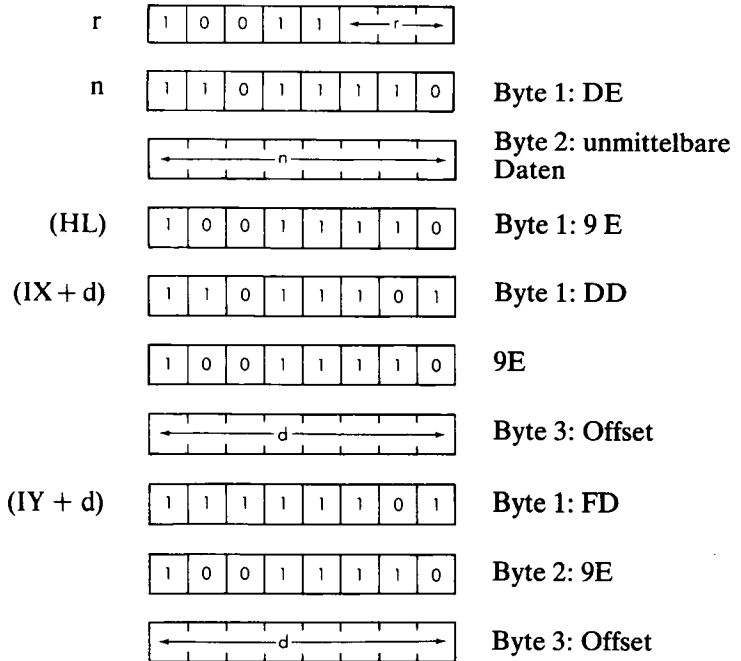 r 1 0 0 1 1 r
n 1 1 0 1 1 1 1 0 Byte 1: DE
n Byte 2: unmittelbare
Daten
(HL) 1 0 0 1 1 1 1 0 Byte 1: 9 E
(IX + d) 1 1 0 1 1 1 0 1 Byte 1: DD
1 0 0 1 1 1 1 0 9E
d Byte 3: Offset
(IY + d) 1 1 1 1 1 1 0 1 Byte 1: FD
1 0 0 1 1 1 1 0 Byte 2: 9E
d Byte 3: Offset